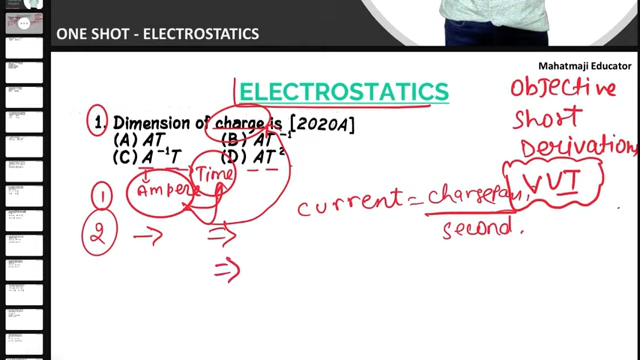 ONE SHOT - ELECTROSTATICS
Mahatmaji Educator
ELECTROSTATICS
Objective
Short
Derivation
VVI
1. Dimension of charge is [2020A]
(A) AT (B) AT⁻¹
(C) A⁻¹T (D) AT²
1 Ampere Time
current =
second.
2 → ⇒
⇒